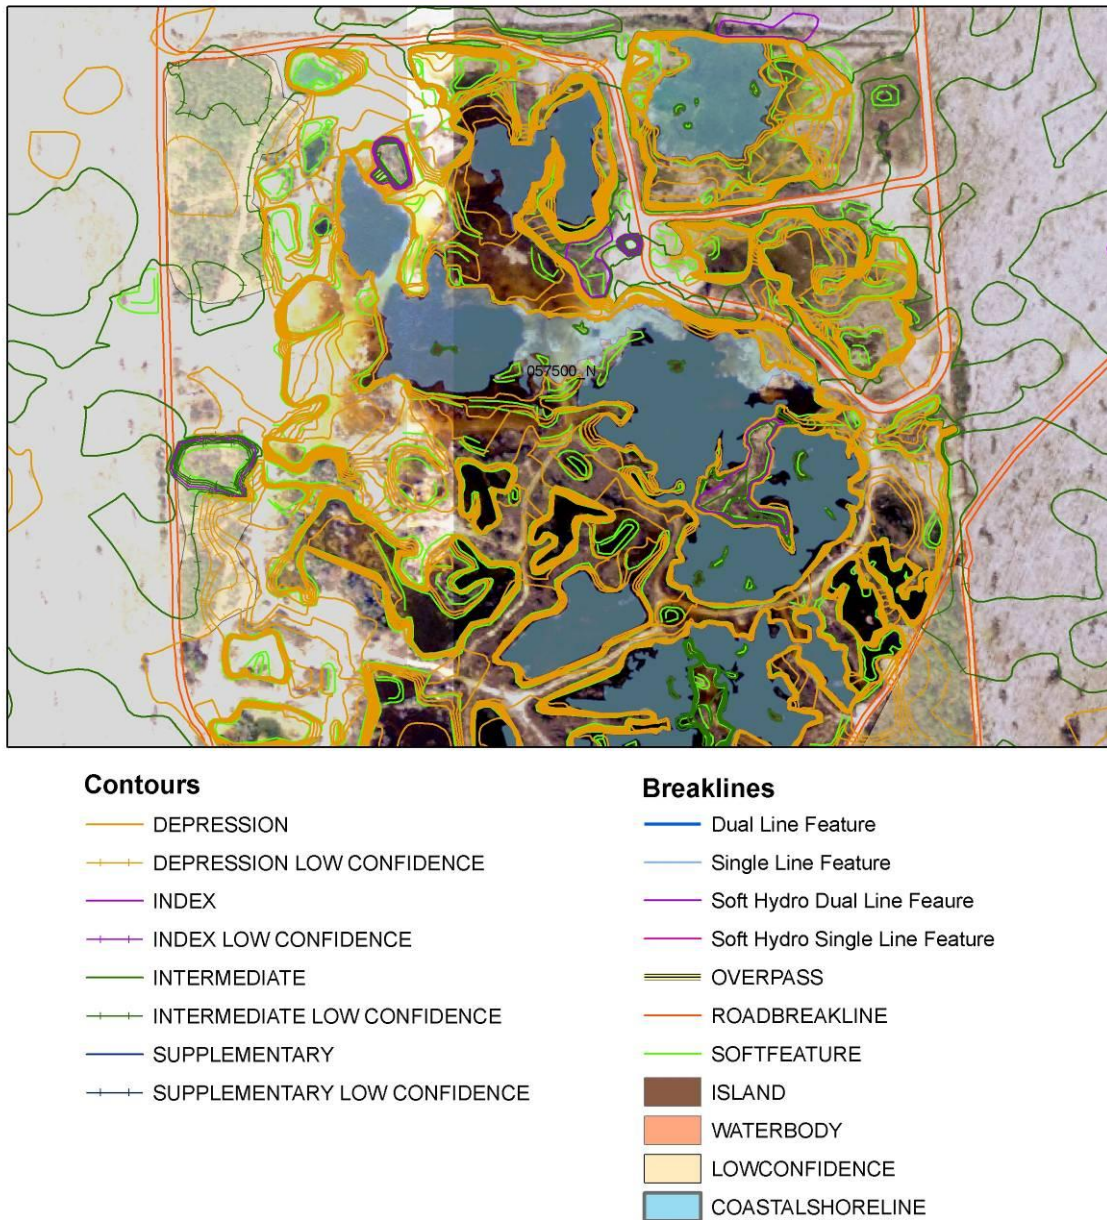 057500_N
Contours
DEPRESSION
DEPRESSION LOW CONFIDENCE
INDEX
INDEX LOW CONFIDENCE
INTERMEDIATE
INTERMEDIATE LOW CONFIDENCE
SUPPLEMENTARY
SUPPLEMENTARY LOW CONFIDENCE
Breaklines
Dual Line Feature
Single Line Feature
Soft Hydro Dual Line Feaure
Soft Hydro Single Line Feature
OVERPASS
ROADBREAKLINE
SOFTFEATURE
ISLAND
WATERBODY
LOWCONFIDENCE
COASTALSHORELINE